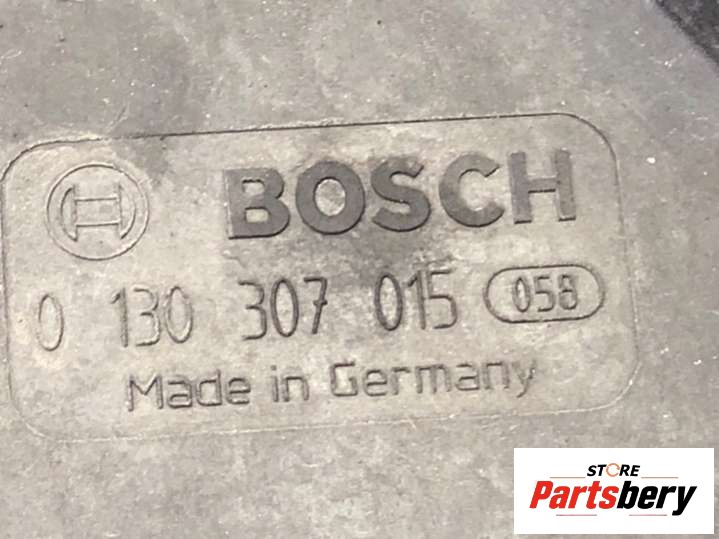 BOSCH
0 130 307 015 058
Made in Germany
STORE
Partsbery